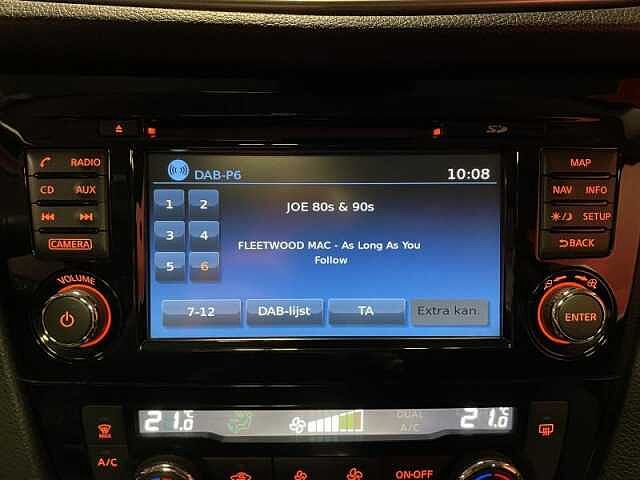 SD
RADIO
CD AUX
CAMERA
VOLUME
DAB-P6 10:08
1 2
3 4
5 6
JOE 80s & 90s
FLEETWOOD MAC - As Long As You
Follow
7-12 DAB-lijst TA Extra kan.
MAP
NAV INFO
SETUP
BACK
ENTER
21.0°C DUAL 21.0°C
A/C
MAX
A/C
ON-OFF